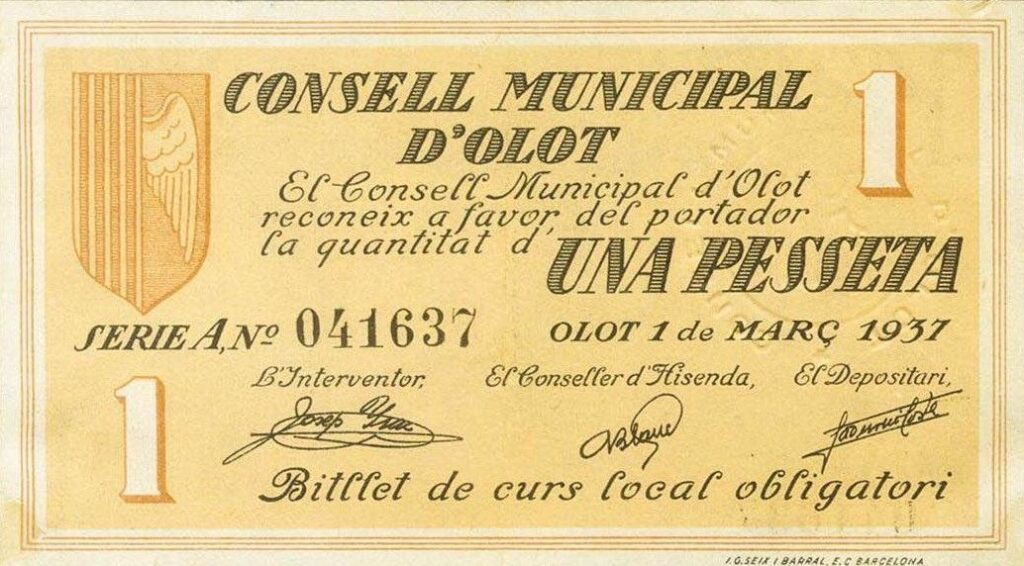 CONSELL MUNICIPAL
D'OLOT
1
El Consell Municipal d'Olot
reconeix a favor del portador
la quantitat d'
UNA PESSETA
SERIE A, Nº 041637
OLOT 1 de MARÇ 1937
1
L'Interventor,
El Conseller d'Hisenda,
El Depositari,
Josep
Bitllet de curs local obligatori
I.G. SEIX I BARRAL, E.C BARCELONA